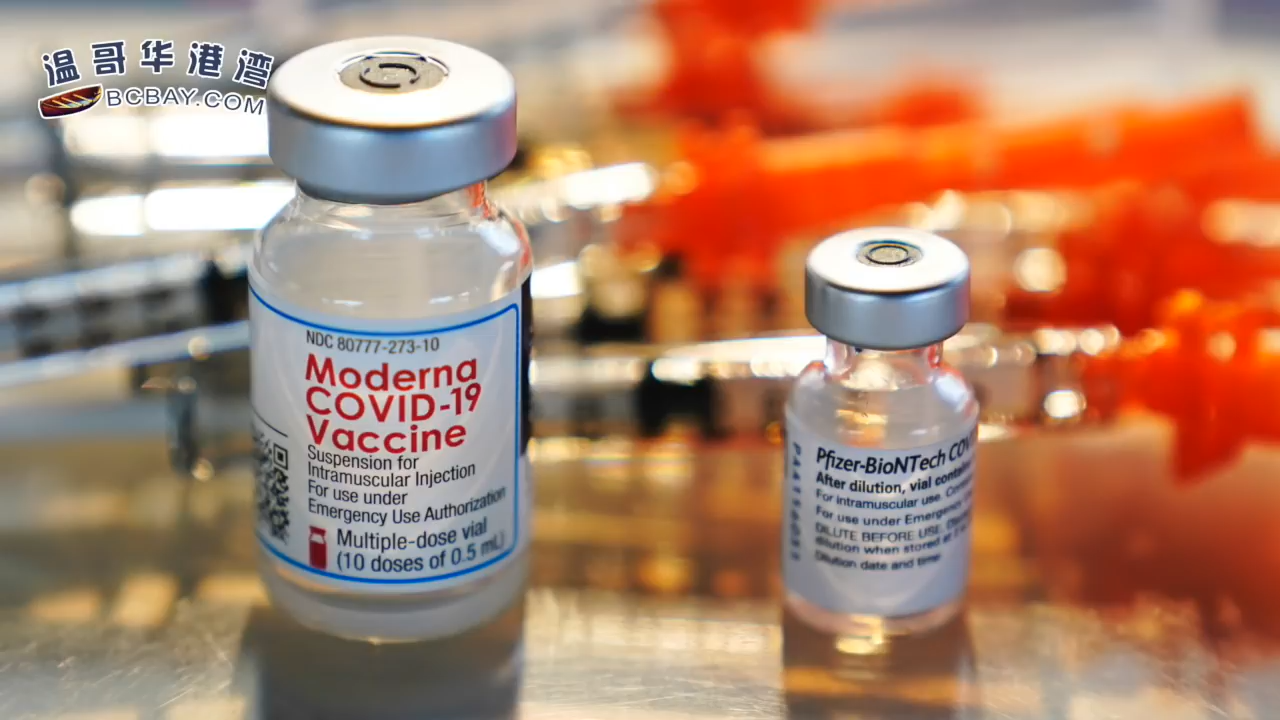 温哥华港湾
BCBAY.COM
NDC 80777-273-10
Moderna
COVID-19
Vaccine
Suspension for
Intramuscular Injection
For use under
Emergency Use Authorization
Multiple-dose vial
(10 doses of 0.5 mL)
Pfizer-BioNTech COV
After dilution, vial
For intramuscular use.
For use under Emergency
DILUTE BEFORE USE.
dilution when stored at
Dilution date and time